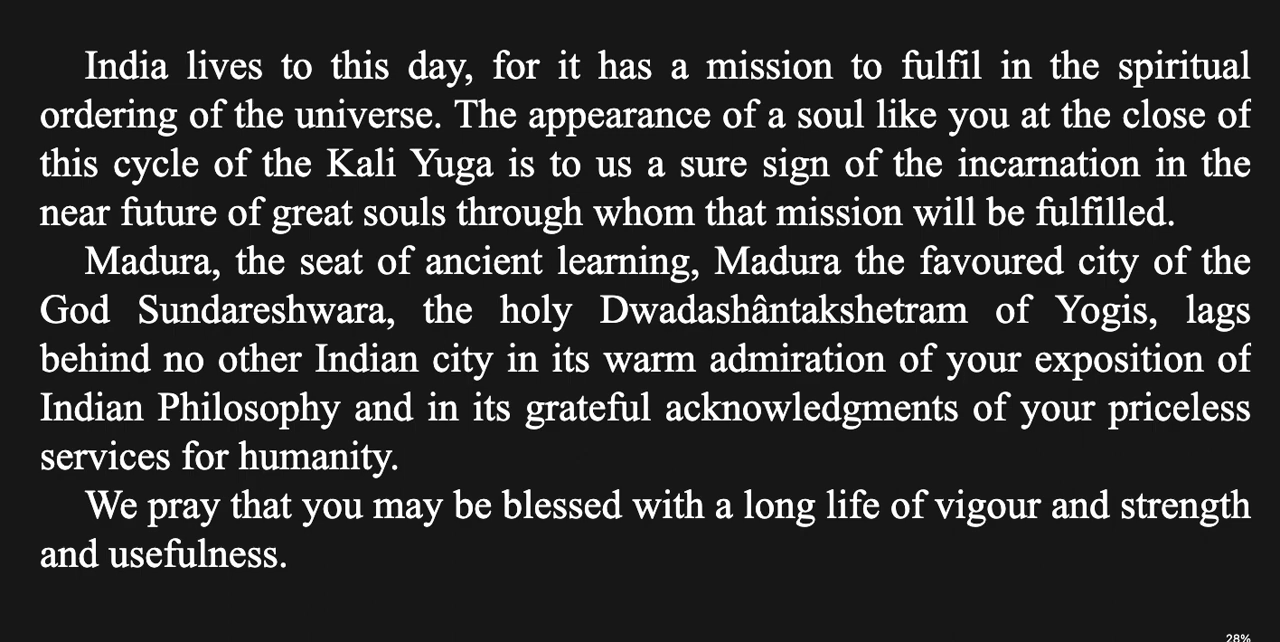 India lives to this day, for it has a mission to fulfil in the spiritual
ordering of the universe. The appearance of a soul like you at the close of
this cycle of the Kali Yuga is to us a sure sign of the incarnation in the
near future of great souls through whom that mission will be fulfilled.
Madura, the seat of ancient learning, Madura the favoured city of the
God Sundareshwara, the holy Dwadashântakshetram of Yogis, lags
behind no other Indian city in its warm admiration of your exposition of
Indian Philosophy and in its grateful acknowledgments of your priceless
services for humanity.
We pray that you may be blessed with a long life of vigour and strength
and usefulness.
28%